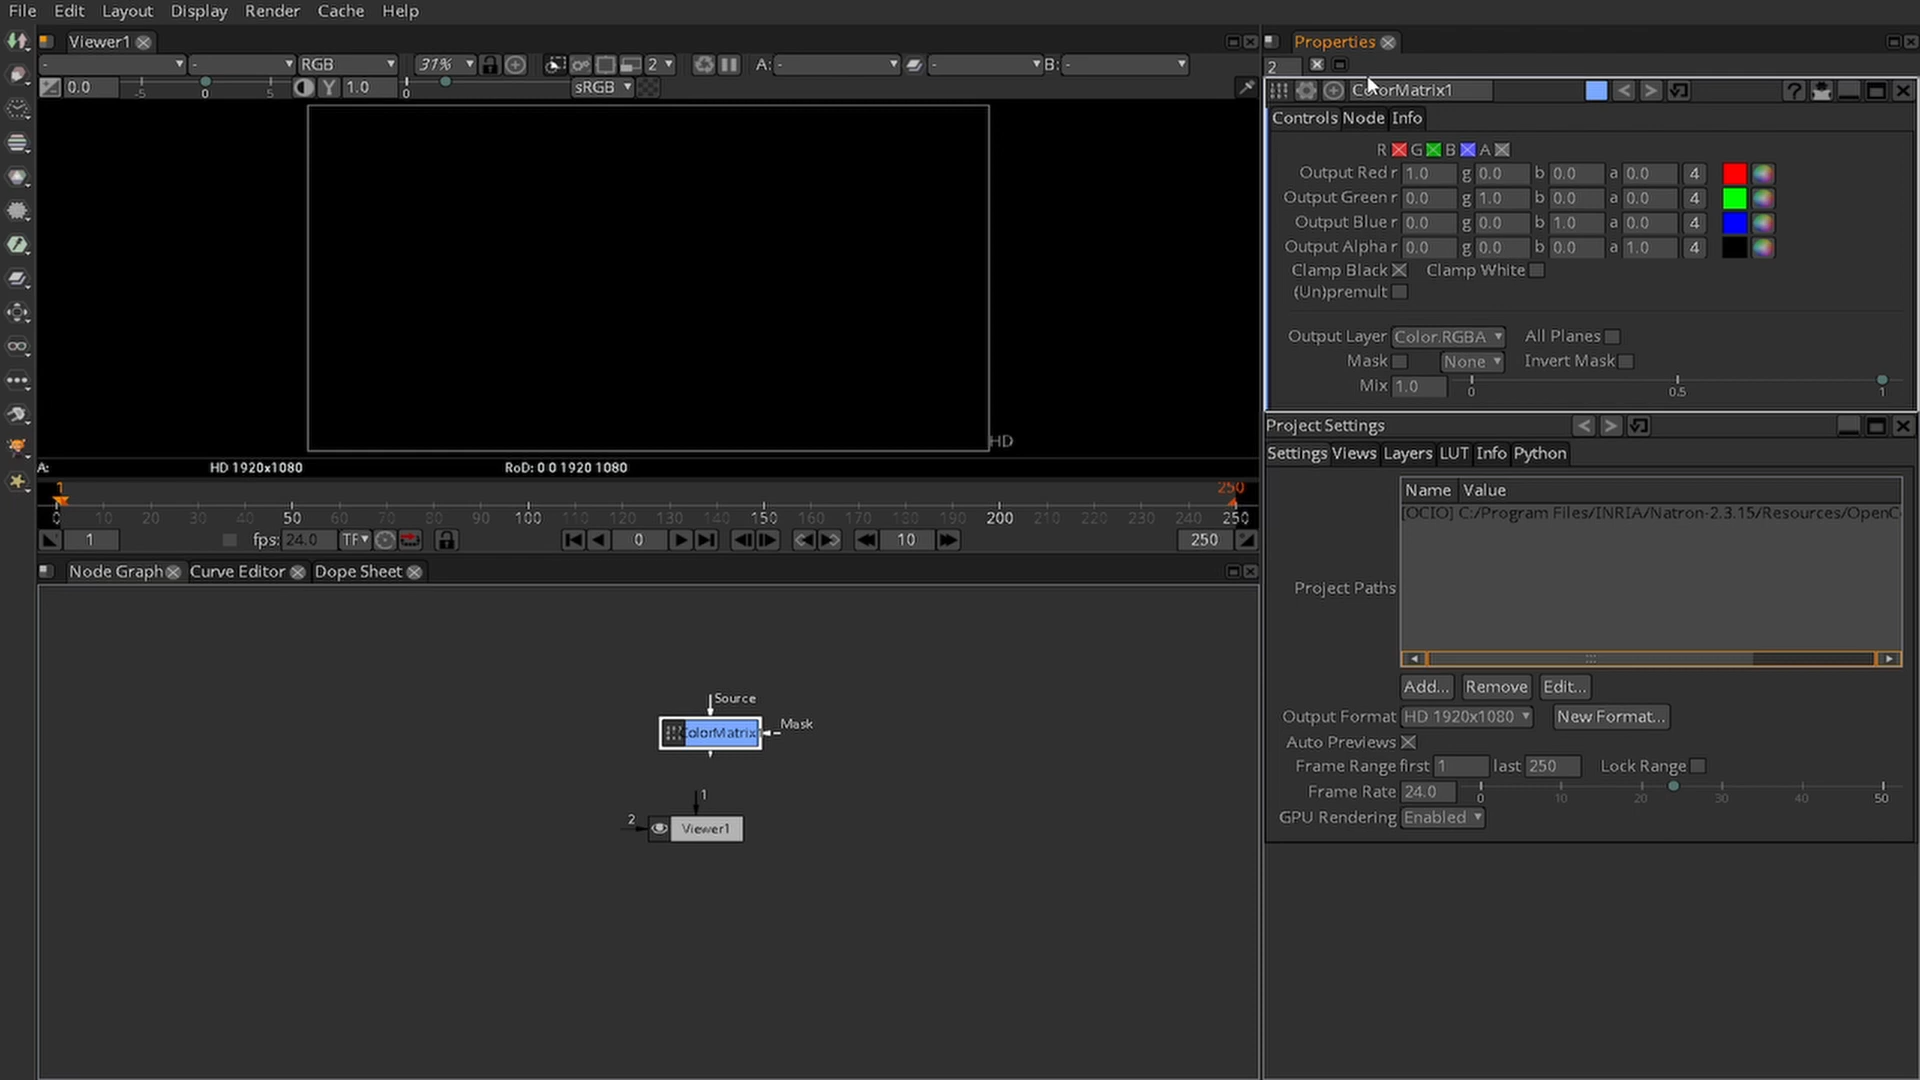 File Edit Layout Display Render Cache Help
Viewer1
- - RGB 31% 2 A: - - B: -
0.0 -5 0 5 Y 1.0 0 sRGB
HD
A: HD 1920x1080 RoD: 0 0 1920 1080
1 250
0 10 20 30 40 50 60 70 80 90 100 110 120 130 140 150 160 170 180 190 200 210 220 230 240 250
1 fps: 24.0 TF 0 10 250
Node Graph Curve Editor Dope Sheet
Source
ColorMatrix
Mask
1
2 Viewer1
Properties
2
ColorMatrix1 ?
Controls Node Info
R G B A
Output Red r 1.0 g 0.0 b 0.0 a 0.0 4
Output Green r 0.0 g 1.0 b 0.0 a 0.0 4
Output Blue r 0.0 g 0.0 b 1.0 a 0.0 4
Output Alpha r 0.0 g 0.0 b 0.0 a 1.0 4
Clamp Black Clamp White
(Un)premult
Output Layer Color.RGBA All Planes
Mask None Invert Mask
Mix 1.0 0 0.5 1
Project Settings
Settings Views Layers LUT Info Python
Name Value
[OCIO] C:/Program Files/INRIA/Natron-2.3.15/Resources/OpenC
Project Paths
Add... Remove Edit...
Output Format HD 1920x1080 New Format...
Auto Previews
Frame Range first 1 last 250 Lock Range
Frame Rate 24.0 0 10 20 30 40 50
GPU Rendering Enabled